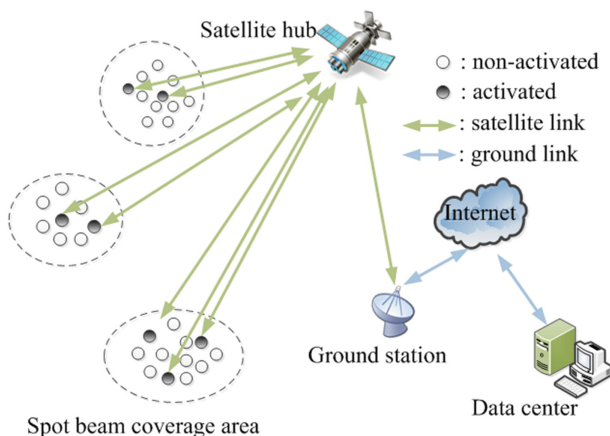 Satellite hub
: non-activated
: activated
: satellite link
: ground link
Internet
Ground station
Data center
Spot beam coverage area